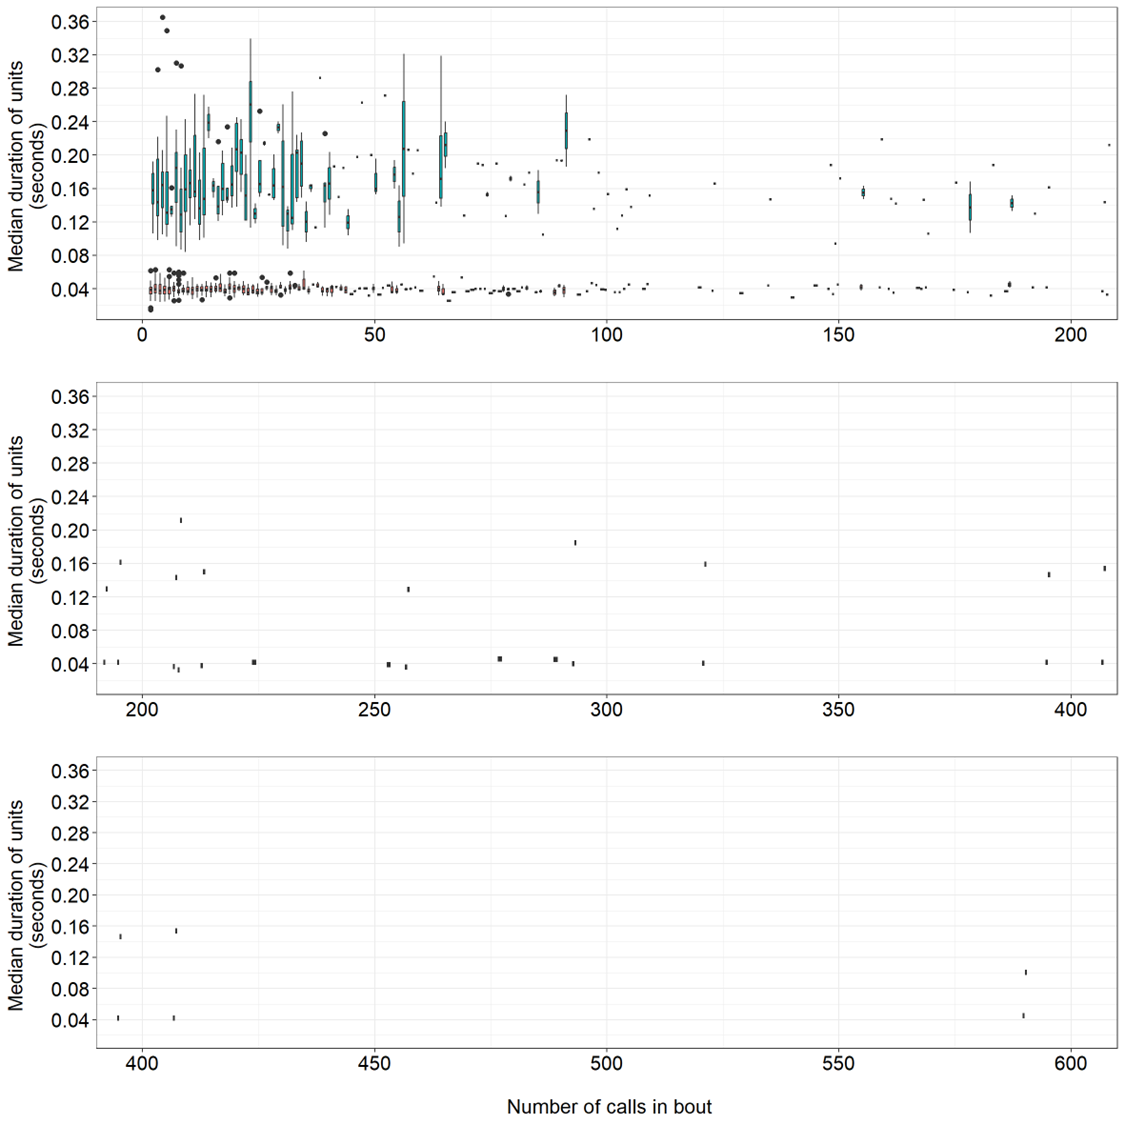 Median duration of units
(seconds)
0.36
0.32
0.28
0.24
0.20
0.16
0.12
0.08
0.04
0 50 100 150 200
Median duration of units
(seconds)
0.36
0.32
0.28
0.24
0.20
0.16
0.12
0.08
0.04
200 250 300 350 400
Median duration of units
(seconds)
0.36
0.32
0.28
0.24
0.20
0.16
0.12
0.08
0.04
400 450 500 550 600
Number of calls in bout